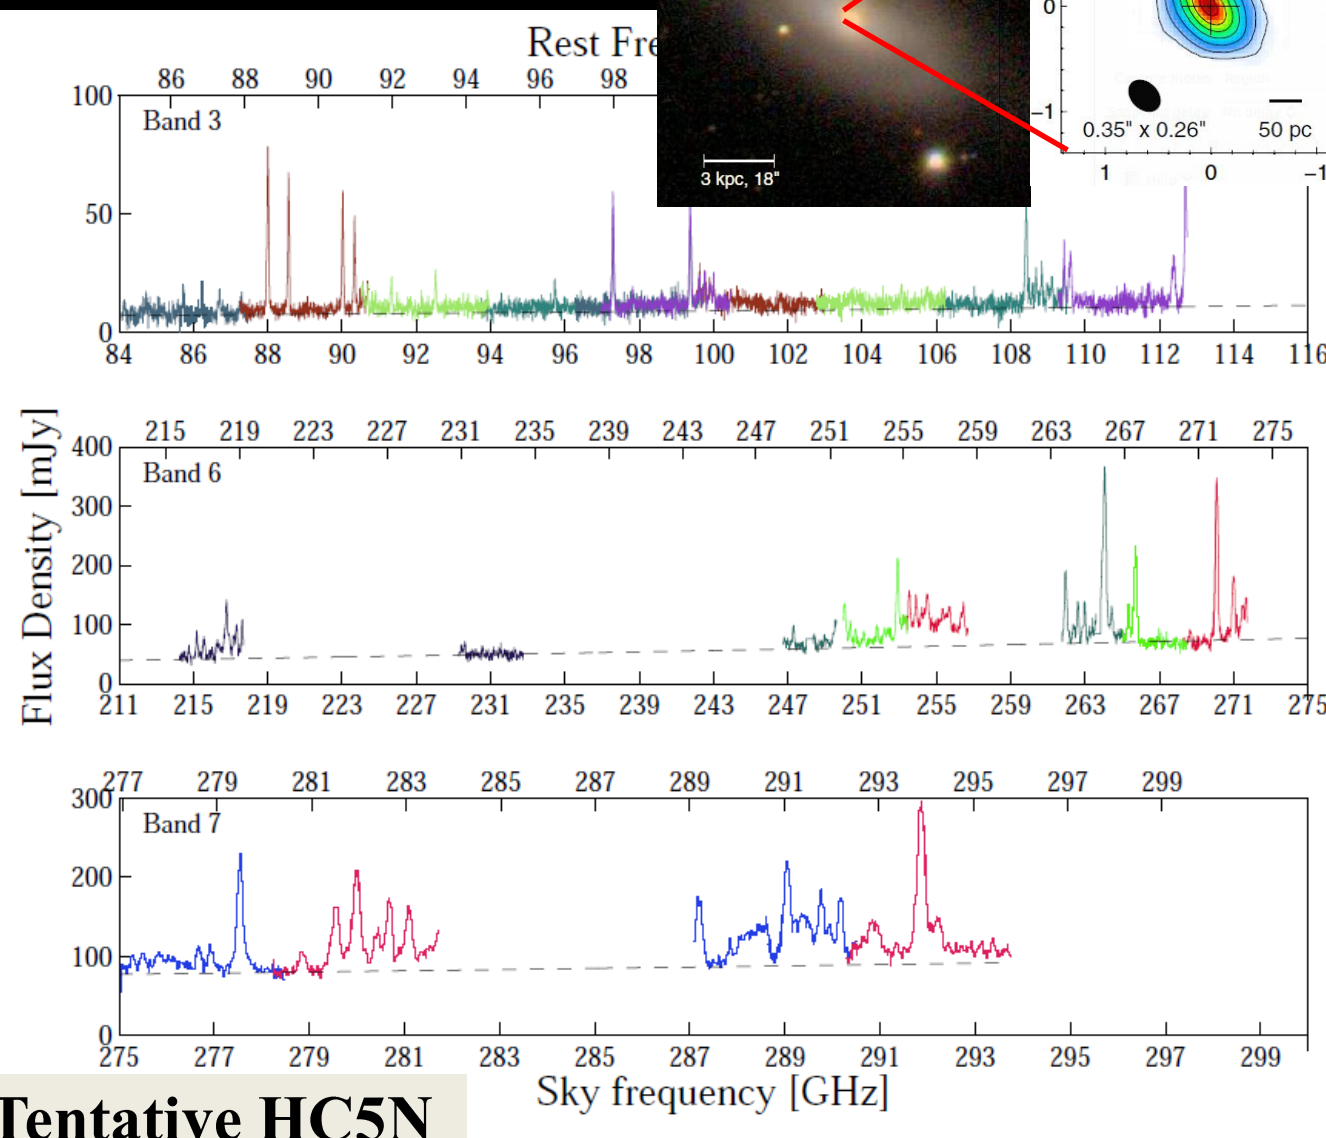 Rest Fre
86 88 90 92 94 96 98
100
Band 3
50
0
84 86 88 90 92 94 96 98 100 102 104 106 108 110 112 114 116
3 kpc, 18"
0
−1
0.35" x 0.26"
50 pc
1 0 −1
Flux Density [mJy]
215 219 223 227 231 235 239 243 247 251 255 259 263 267 271 275
400
Band 6
300
200
100
0
211 215 219 223 227 231 235 239 243 247 251 255 259 263 267 271 275
277 279 281 283 285 287 289 291 293 295 297 299
300
Band 7
200
100
0
275 277 279 281 283 285 287 289 291 293 295 297 299
Sky frequency [GHz]
Tentative HC5N